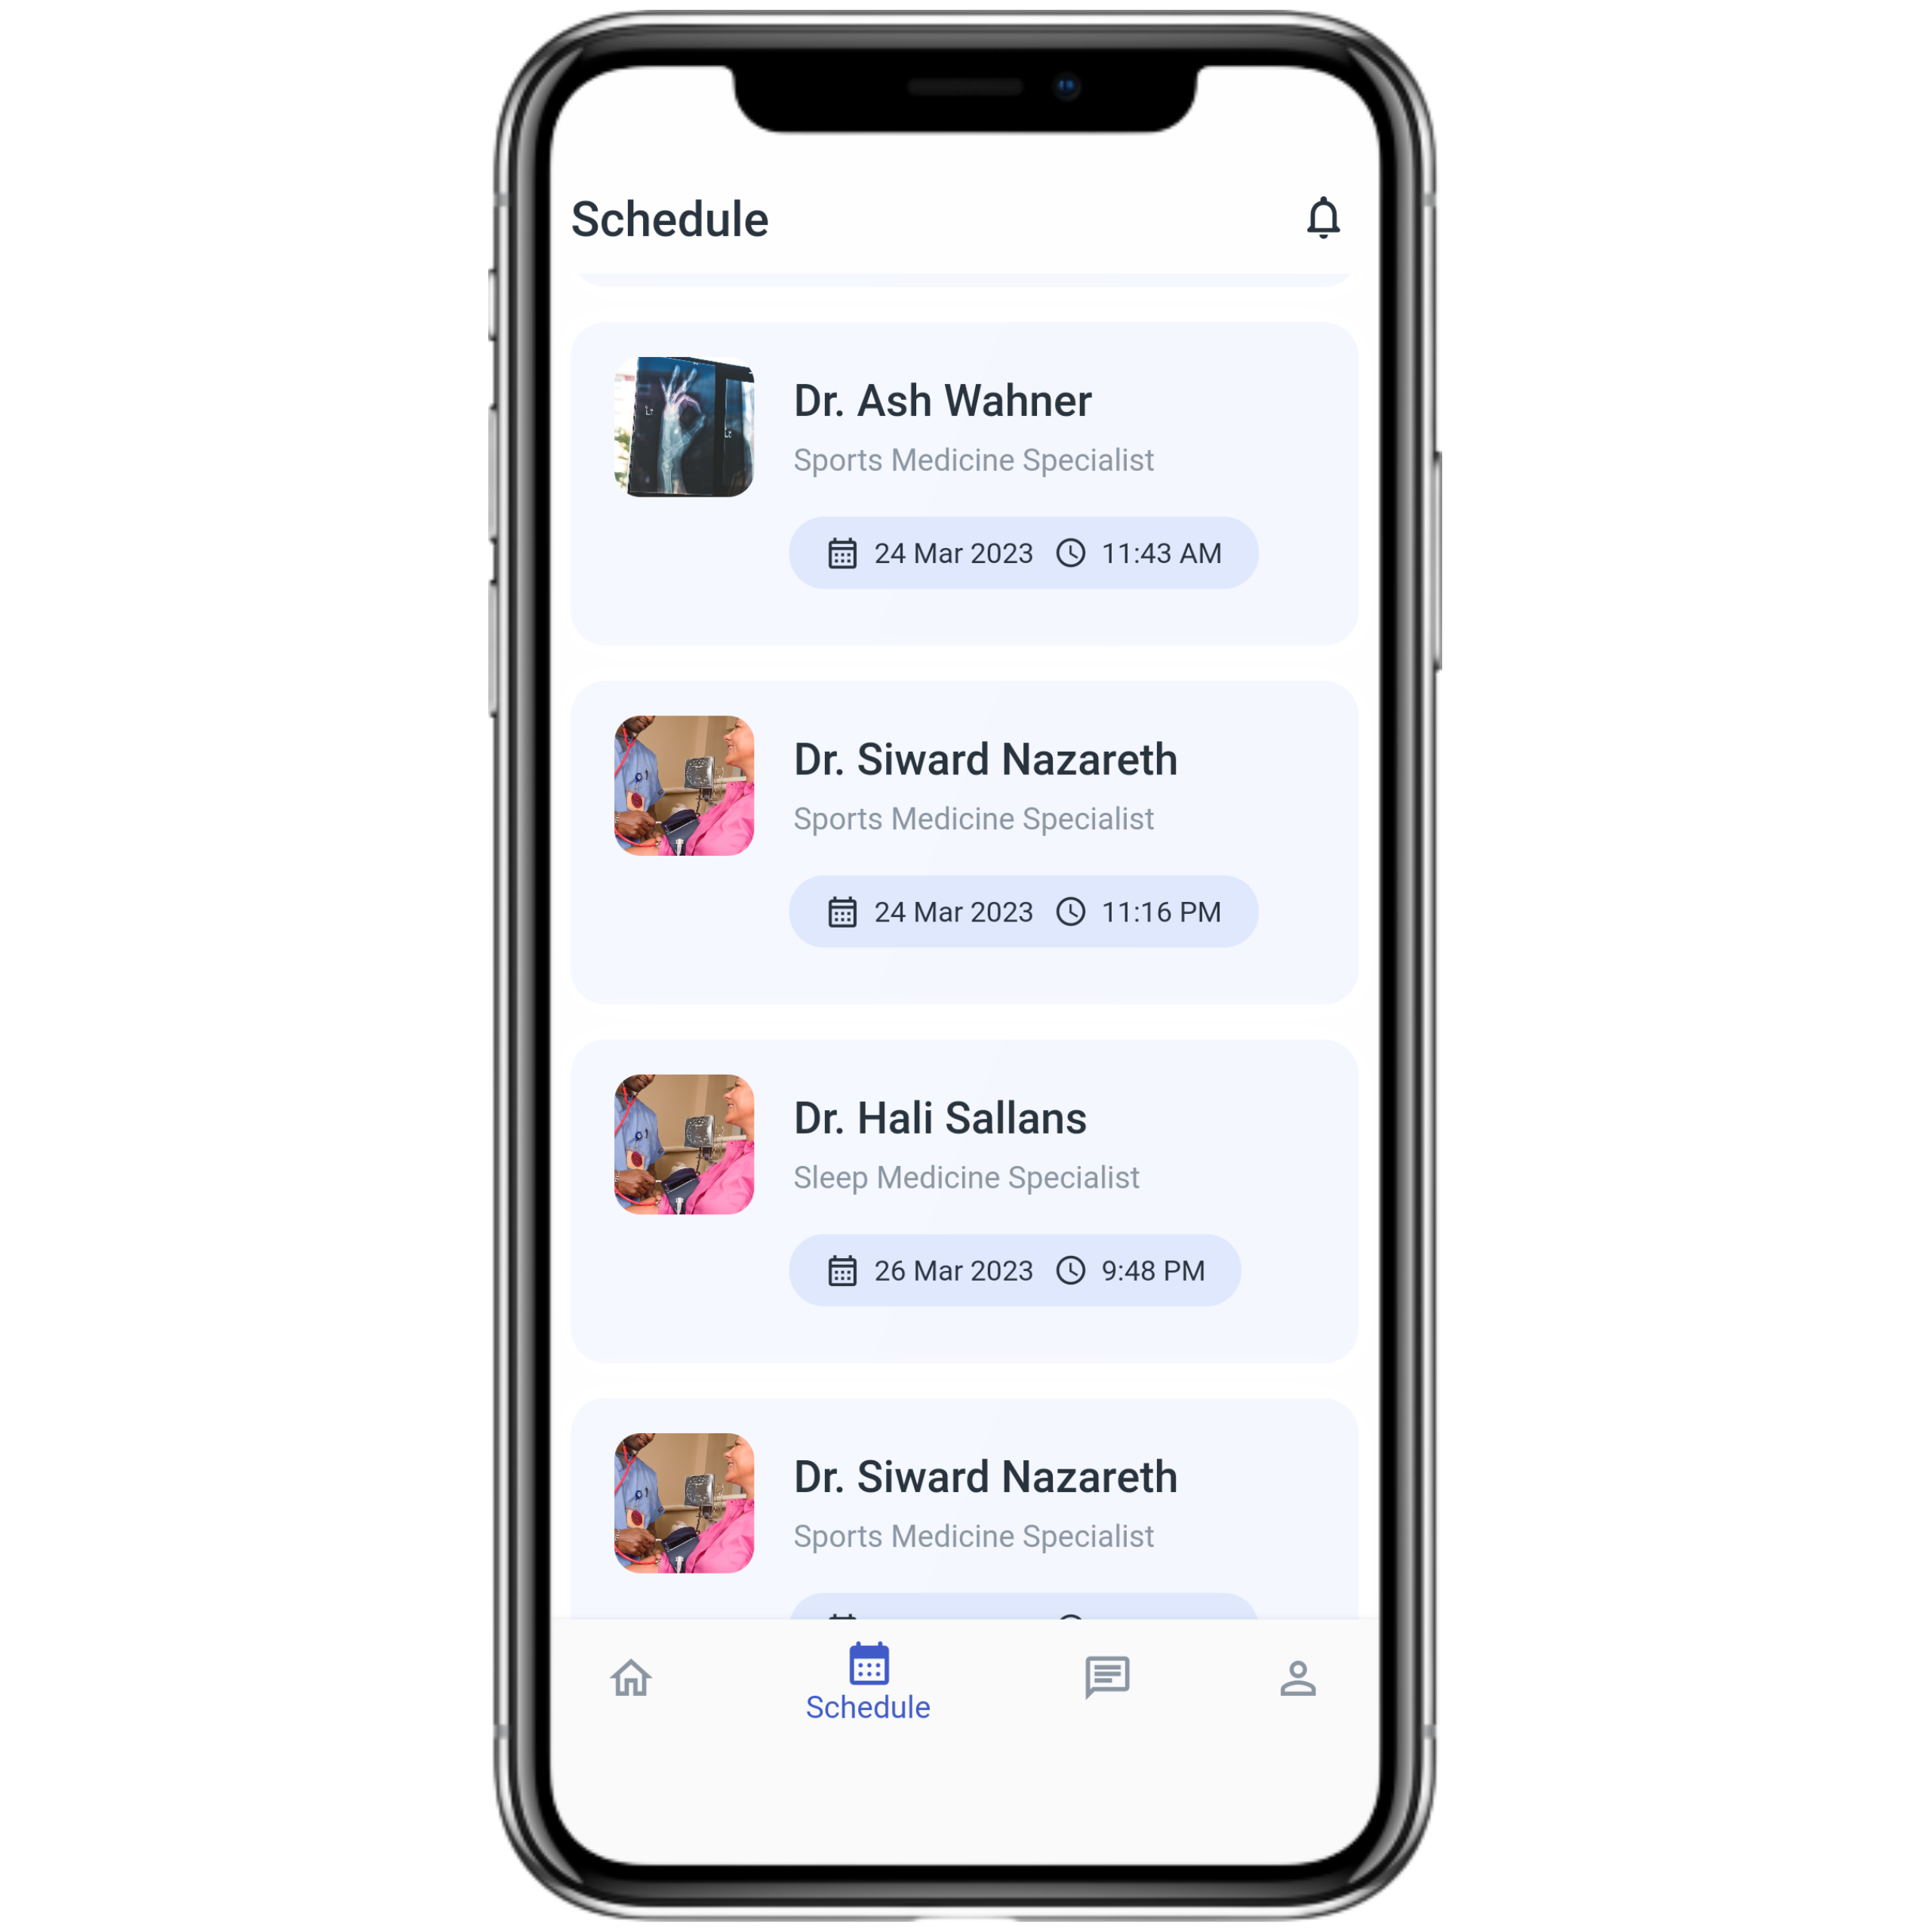 Schedule
Dr. Ash Wahner
Sports Medicine Specialist
24 Mar 2023 11:43 AM
Dr. Siward Nazareth
Sports Medicine Specialist
24 Mar 2023 11:16 PM
Dr. Hali Sallans
Sleep Medicine Specialist
26 Mar 2023 9:48 PM
Dr. Siward Nazareth
Sports Medicine Specialist
Schedule